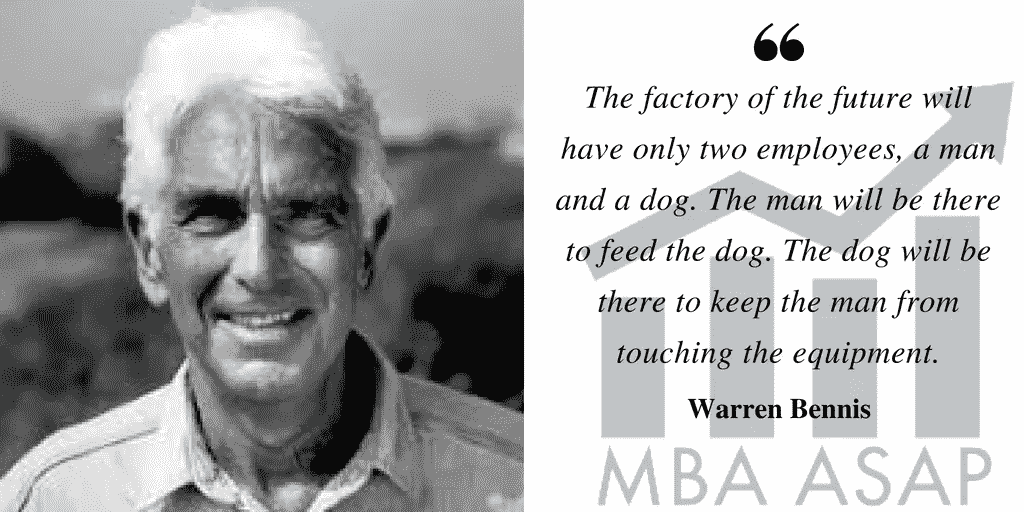 ❝
The factory of the future will
have only two employees, a man
and a dog. The man will be there
to feed the dog. The dog will be
there to keep the man from
touching the equipment.
Warren Bennis
MBA ASAP